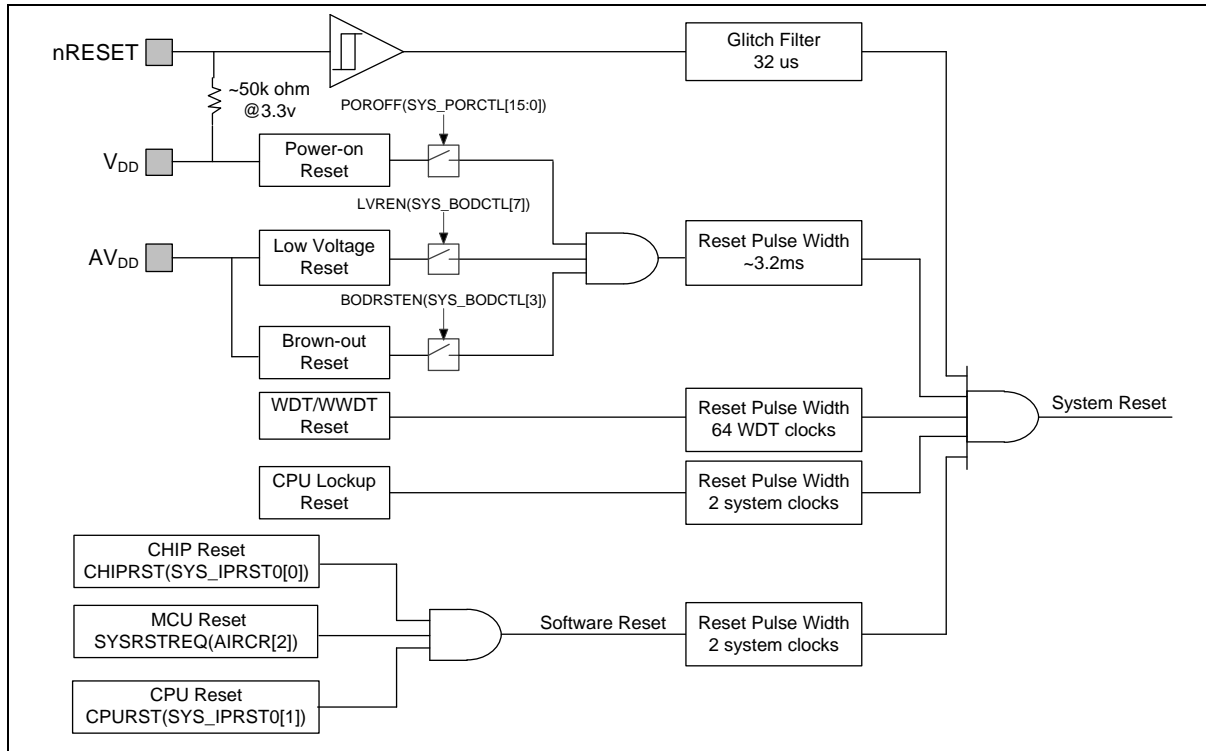 nRESET
Glitch Filter
32 us
~50k ohm
@3.3v
POROFF(SYS_PORCTL[15:0])
VDD
Power-on
Reset
LVREN(SYS_BODCTL[7])
AVDD
Low Voltage
Reset
Reset Pulse Width
~3.2ms
BODRSTEN(SYS_BODCTL[3])
Brown-out
Reset
WDT/WWDT
Reset
Reset Pulse Width
64 WDT clocks
System Reset
CPU Lockup
Reset
Reset Pulse Width
2 system clocks
CHIP Reset
CHIPRST(SYS_IPRST0[0])
MCU Reset
SYSRSTREQ(AIRCR[2])
Software Reset
Reset Pulse Width
2 system clocks
CPU Reset
CPURST(SYS_IPRST0[1])